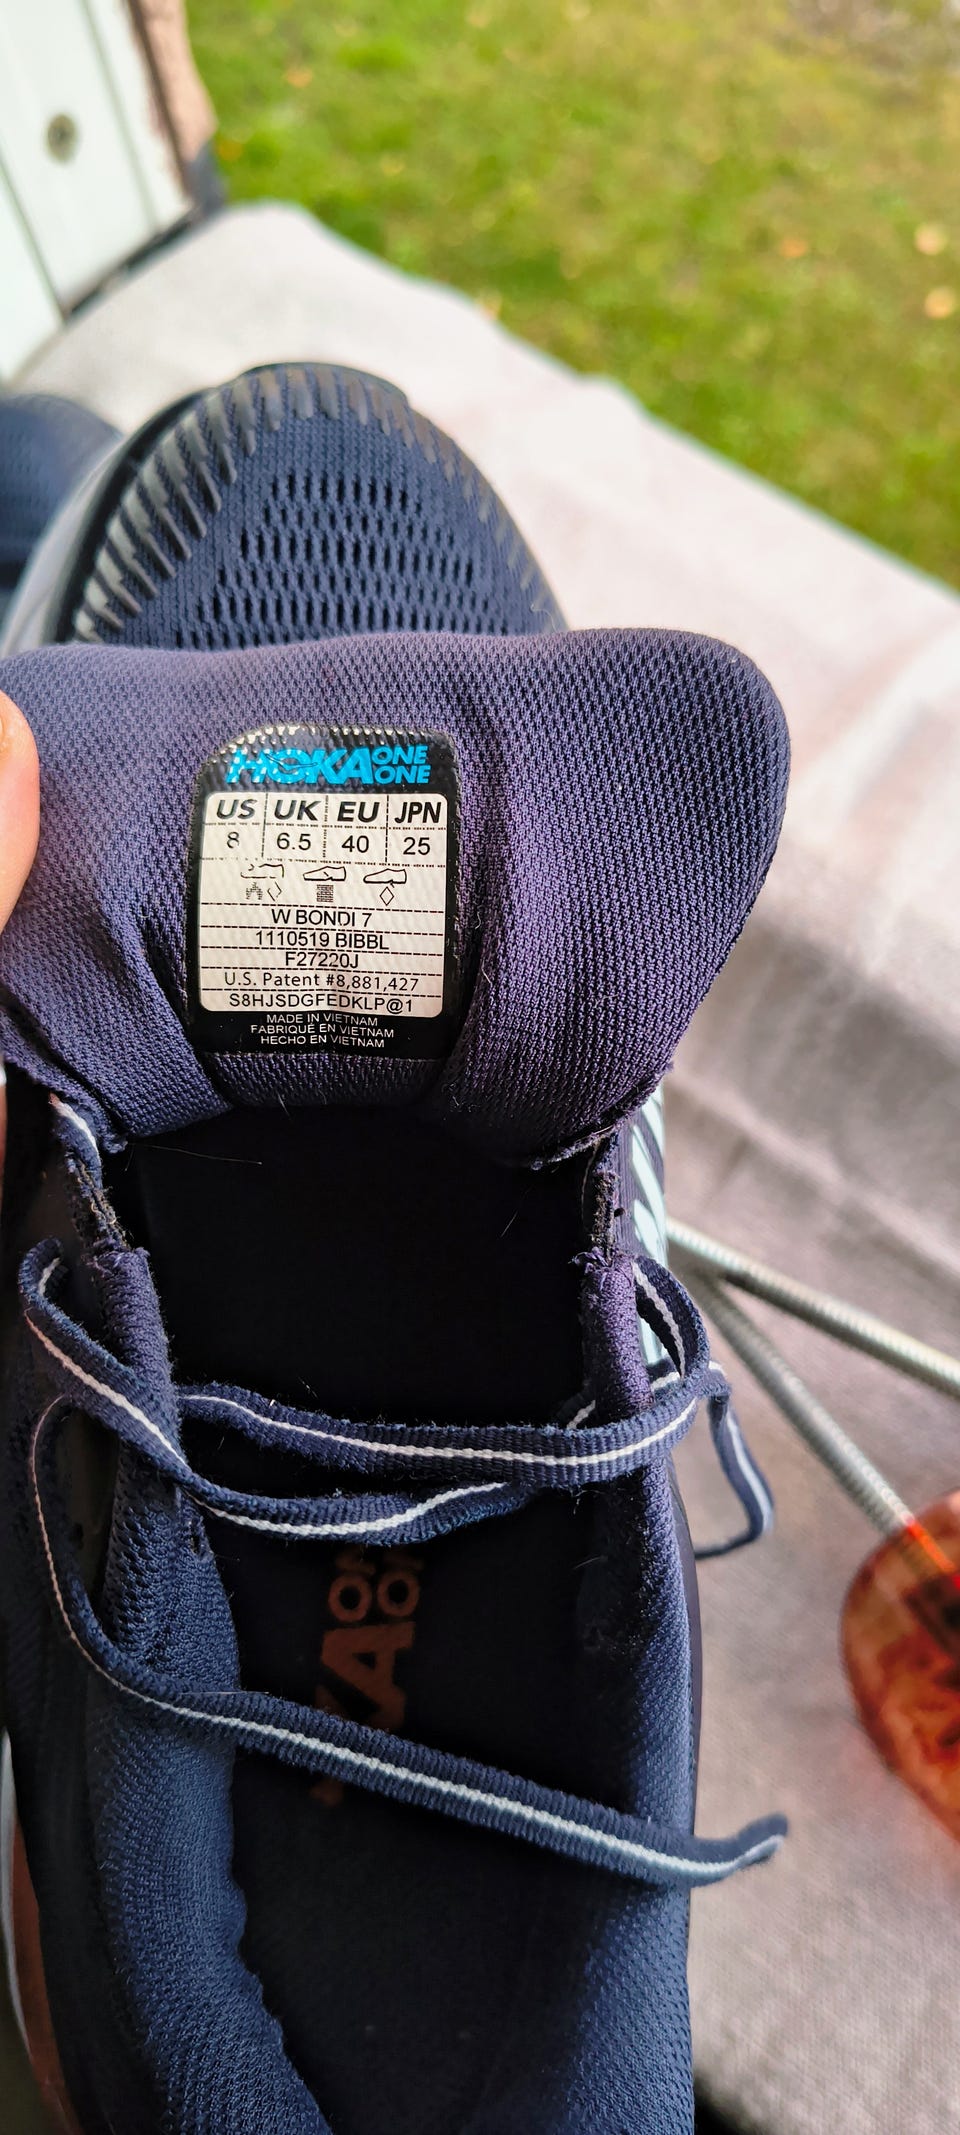 HOKA ONE ONE
US UK EU JPN
8 6.5 40 25
W BONDI 7
1110519 BIBBL
F27220J
U.S. Patent #8,881,427
S8HJSDGFEDKLP@1
MADE IN VIETNAM
FABRIQUÉ EN VIETNAM
HECHO EN VIETNAM